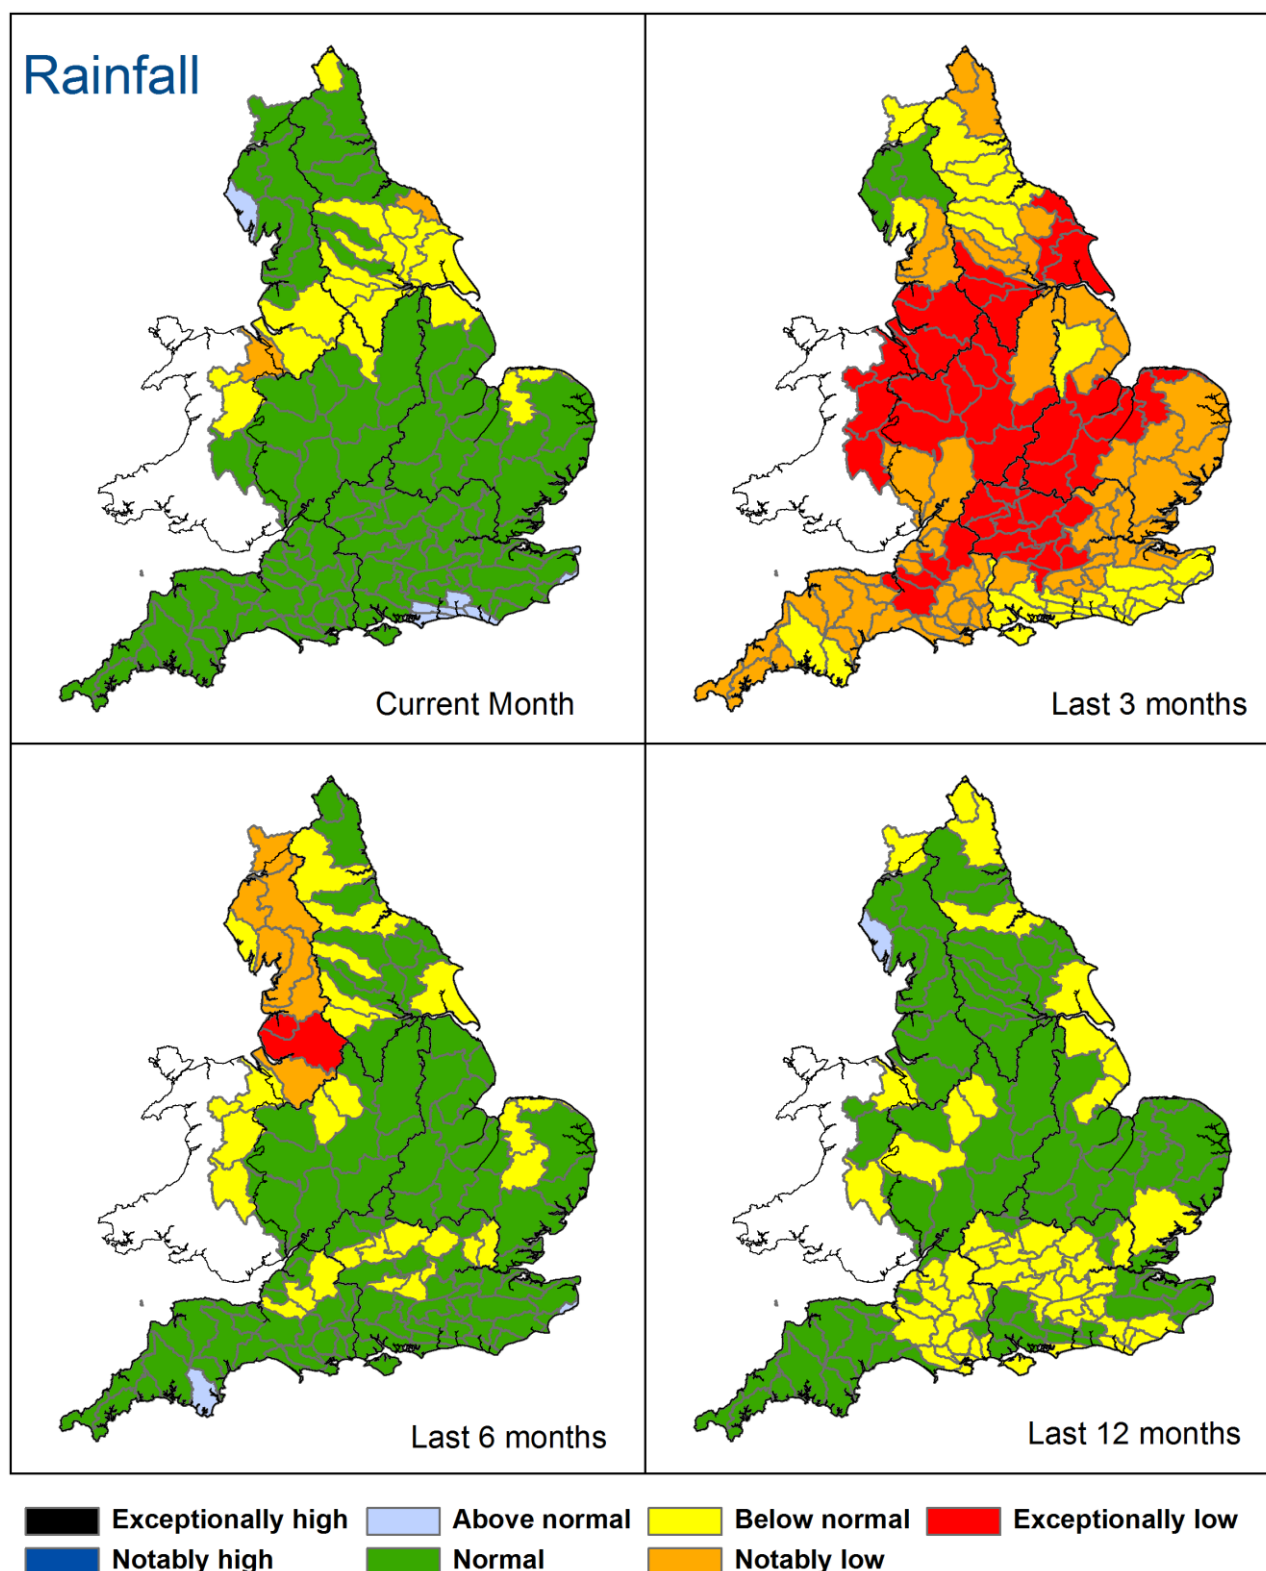 Rainfall
Current Month
Last 3 months
Last 6 months
Last 12 months
Exceptionally high
Above normal
Below normal
Exceptionally low
Notably high
Normal
Notably low